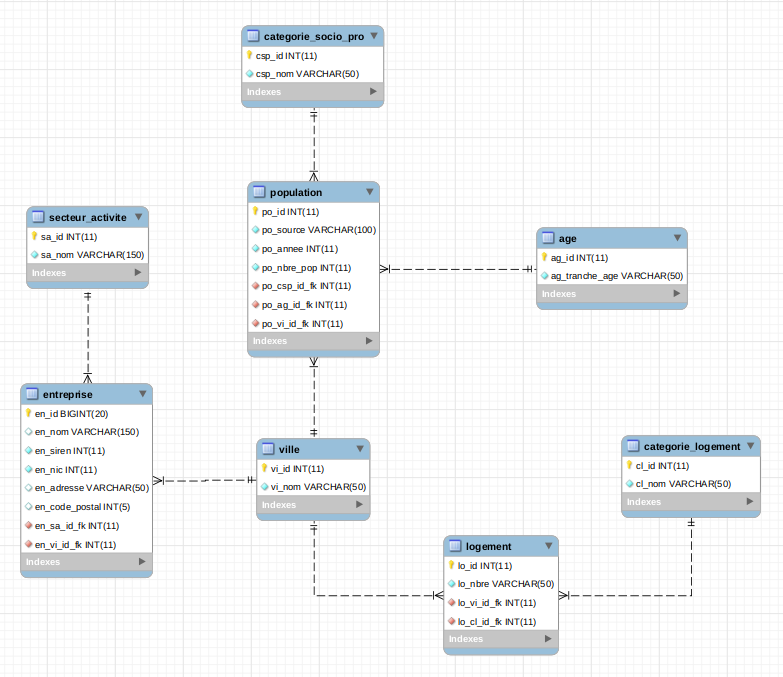 categorie_socio_pro
csp_id INT(11)
csp_nom VARCHAR(50)
Indexes
population
po_id INT(11)
po_source VARCHAR(100)
po_annee INT(11)
po_nbre_pop INT(11)
po_csp_id_fk INT(11)
po_ag_id_fk INT(11)
po_vi_id_fk INT(11)
Indexes
secteur_activite
sa_id INT(11)
sa_nom VARCHAR(150)
Indexes
age
ag_id INT(11)
ag_tranche_age VARCHAR(50)
Indexes
entreprise
en_id BIGINT(20)
en_nom VARCHAR(150)
en_siren INT(11)
en_nic INT(11)
en_adresse VARCHAR(50)
en_code_postal INT(5)
en_sa_id_fk INT(11)
en_vi_id_fk INT(11)
Indexes
ville
vi_id INT(11)
vi_nom VARCHAR(50)
Indexes
categorie_logement
cl_id INT(11)
cl_nom VARCHAR(50)
Indexes
logement
lo_id INT(11)
lo_nbre VARCHAR(50)
lo_vi_id_fk INT(11)
lo_cl_id_fk INT(11)
Indexes